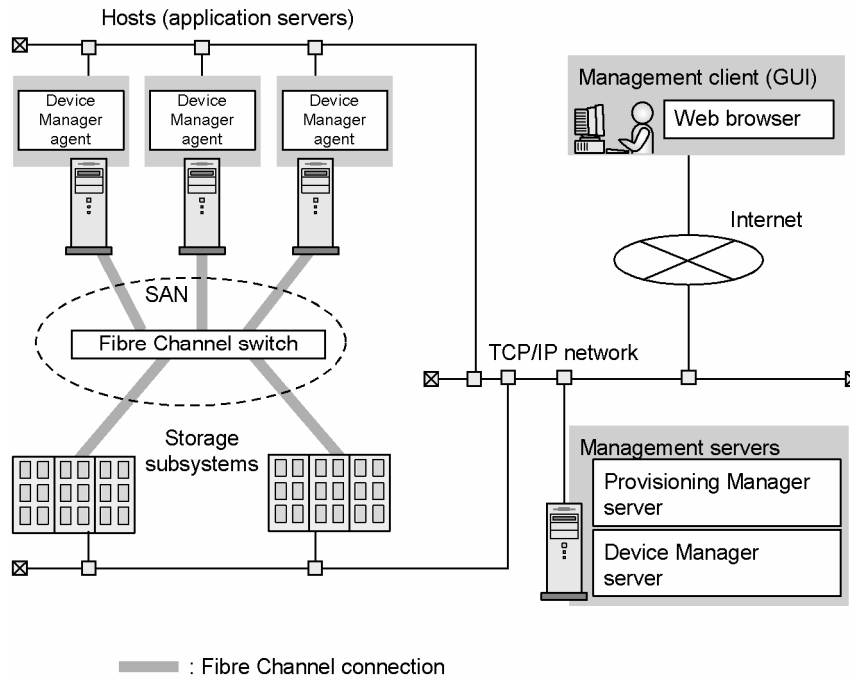 Hosts (application servers)
Device
Manager
agent
Device
Manager
agent
Device
Manager
agent
Management client (GUI)
Web browser
Internet
SAN
Fibre Channel switch
TCP/IP network
Storage
subsystems
Management servers
Provisioning Manager
server
Device Manager
server
: Fibre Channel connection